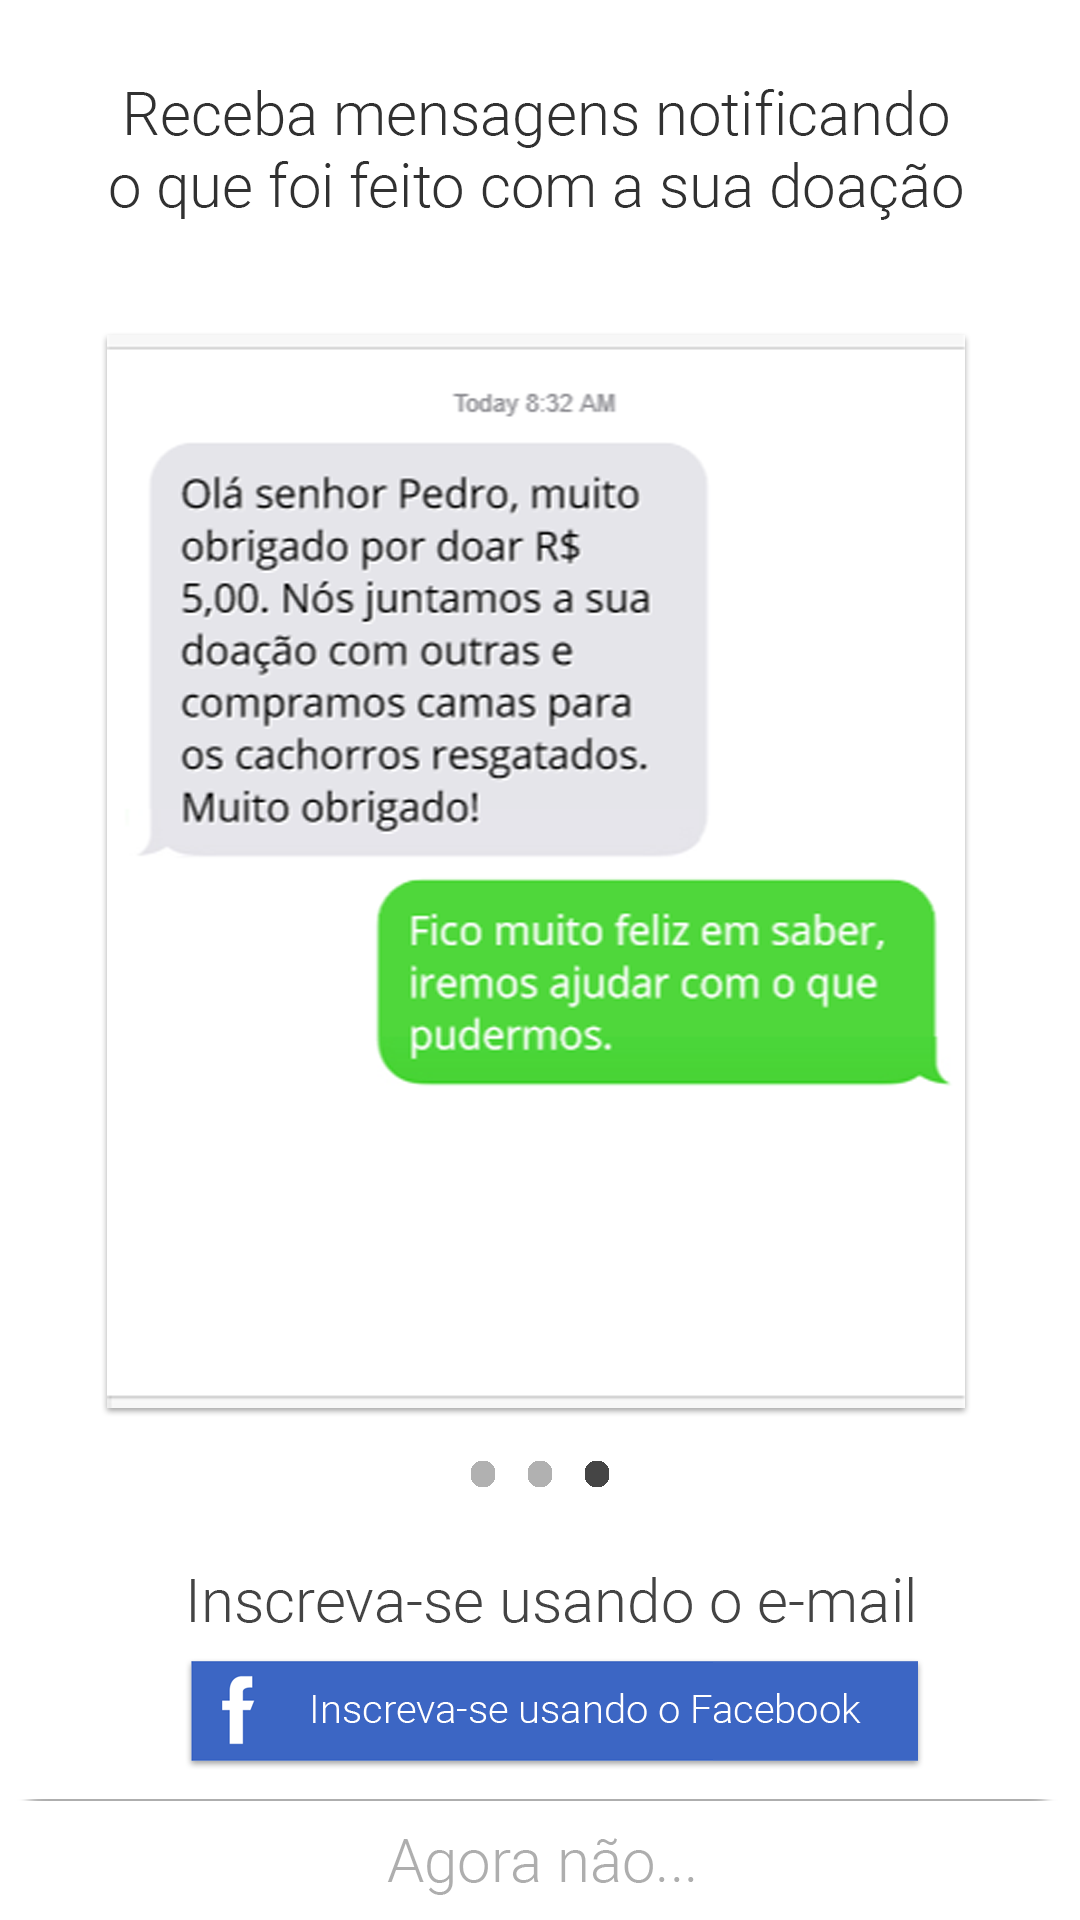 Receba mensagens notificando
o que foi feito com a sua doação
Today 8:32 AM
Olá senhor Pedro, muito
obrigado por doar R$
5,00. Nós juntamos a sua
doação com outras e
compramos camas para
os cachorros resgatados.
Muito obrigado!
Fico muito feliz em saber,
iremos ajudar com o que
pudermos.
Inscreva-se usando o e-mail
Inscreva-se usando o Facebook
Agora não...